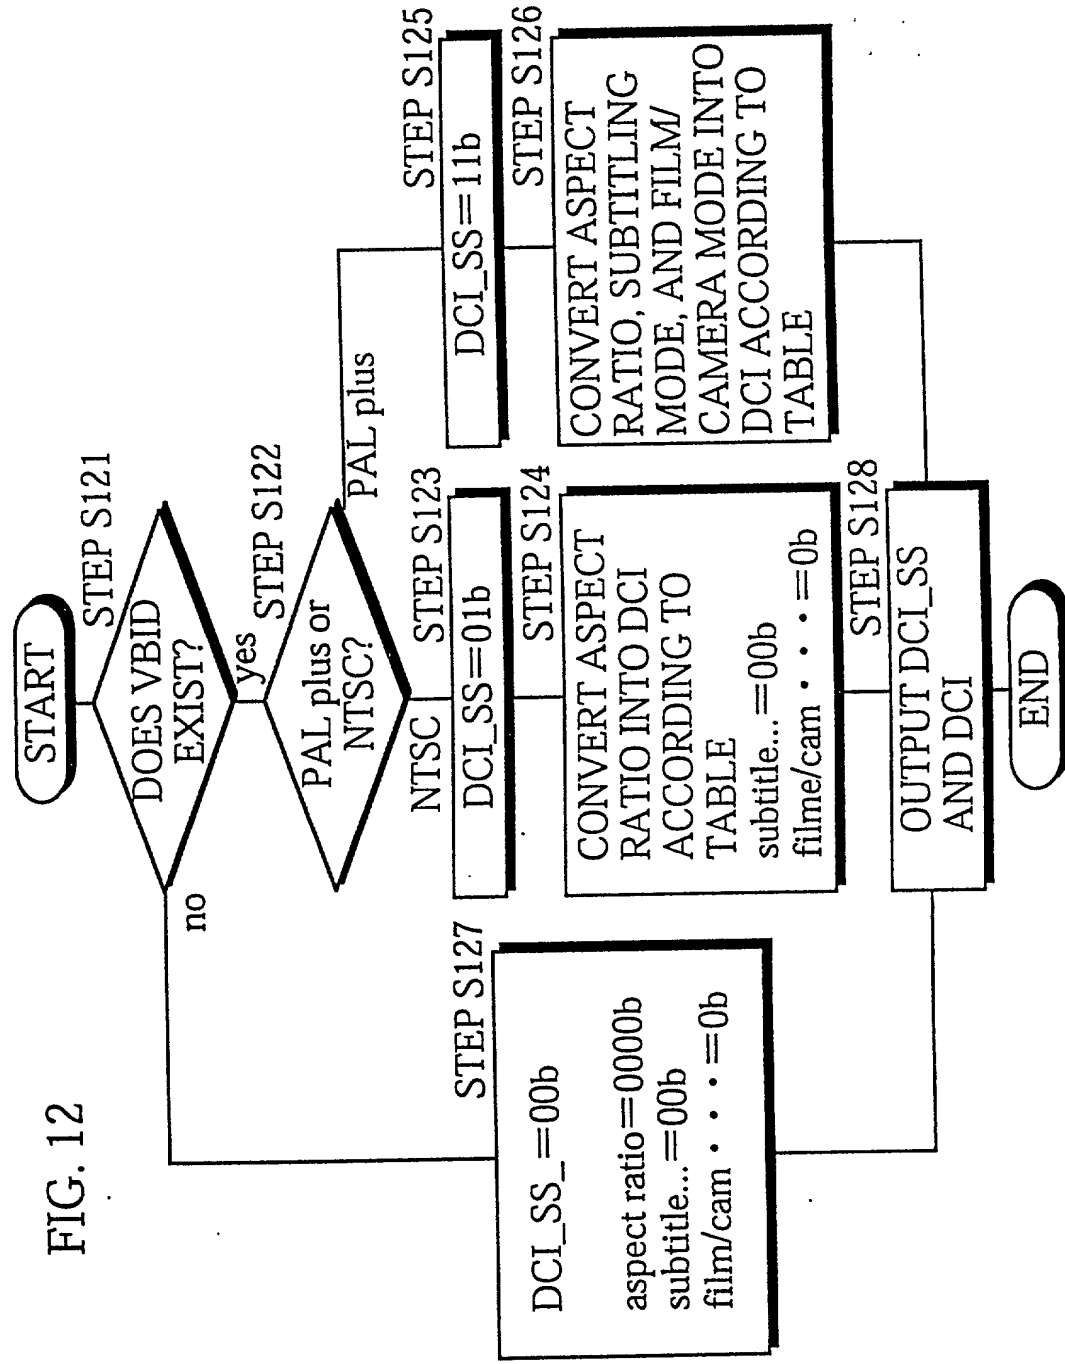 FIG. 12
START
STEP S121
DOES VBID
EXIST?
no
yes
STEP S122
PAL plus or
NTSC?
PAL plus
NTSC
STEP S123
DCI_SS=01b
STEP S124
CONVERT ASPECT
RATIO INTO DCI
ACCORDING TO
TABLE
subtitle...=00b
filme/cam・・・=0b
STEP S125
DCI_SS=11b
STEP S126
CONVERT ASPECT
RATIO, SUBTITLING
MODE, AND FILM/
CAMERA MODE INTO
DCI ACCORDING TO
TABLE
STEP S127
DCI_SS_=00b
aspect ratio=0000b
subtitle...=00b
film/cam・・・=0b
STEP S128
OUTPUT DCI_SS
AND DCI
END